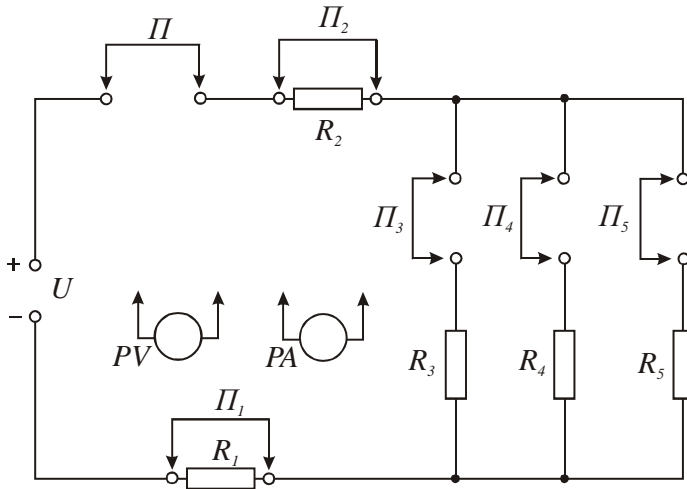 П П₂
R₂
П₃ П₄ П₅
+
U
−
PV PA R₃ R₄ R₅
П₁
R₁